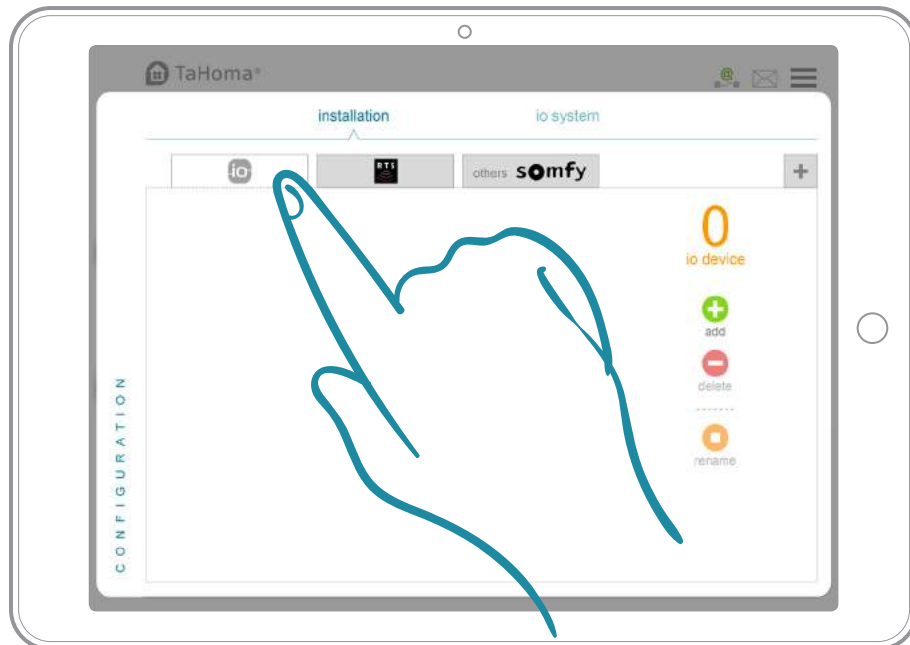 TaHoma®
installation
io system
io
RTS
others somfy
+
0
io device
add
delete
rename
CONFIGURATION